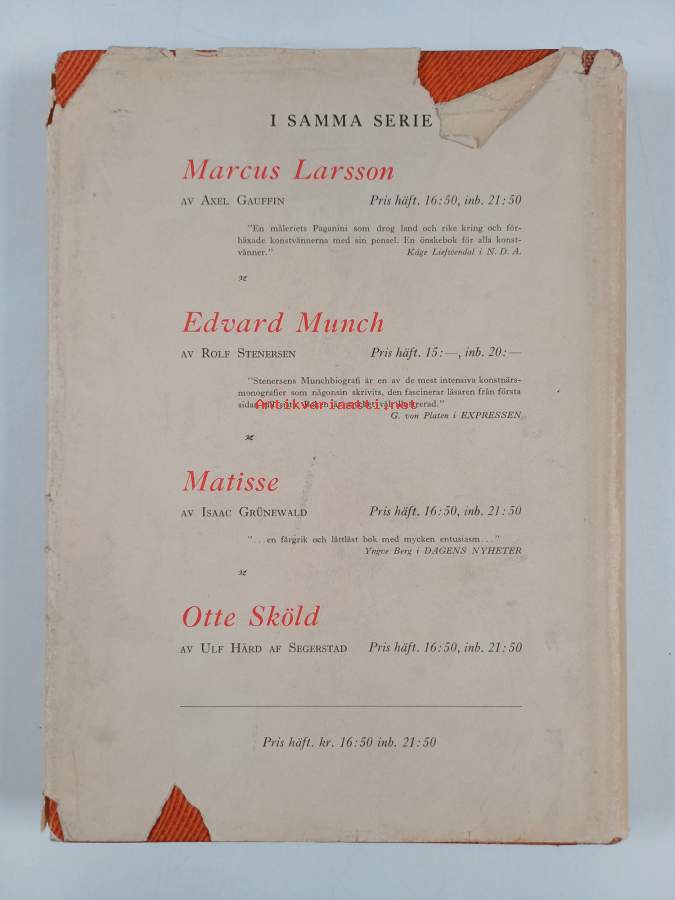 I SAMMA SERIE
Marcus Larsson
AV AXEL GAUFFIN Pris häft. 16:50, inb. 21:50
"En måleriets Paganini som drog land och rike kring och för-
häxade konstvännerna med sin pensel. En önskebok för alla konst-
vänner." Kåge Liefwendal i N. D. A.
Edvard Munch
AV ROLF STENERSEN Pris häft. 15:—, inb. 20:—
"Stenersens Munchbiografi är en av de mest intensiva konstnärs-
monografier som någonsin skrivits, den fascinerar läsaren från första
Antikvariaatti.net
G. von Platen i EXPRESSEN
Matisse
AV ISAAC GRÜNEWALD Pris häft. 16:50, inb. 21:50
"...en färgrik och lättläst bok med mycken entusiasm..."
Yngve Berg i DAGENS NYHETER
Otte Sköld
AV ULF HÅRD AF SEGERSTAD Pris häft. 16:50, inb. 21:50
Pris häft. kr. 16:50 inb. 21:50